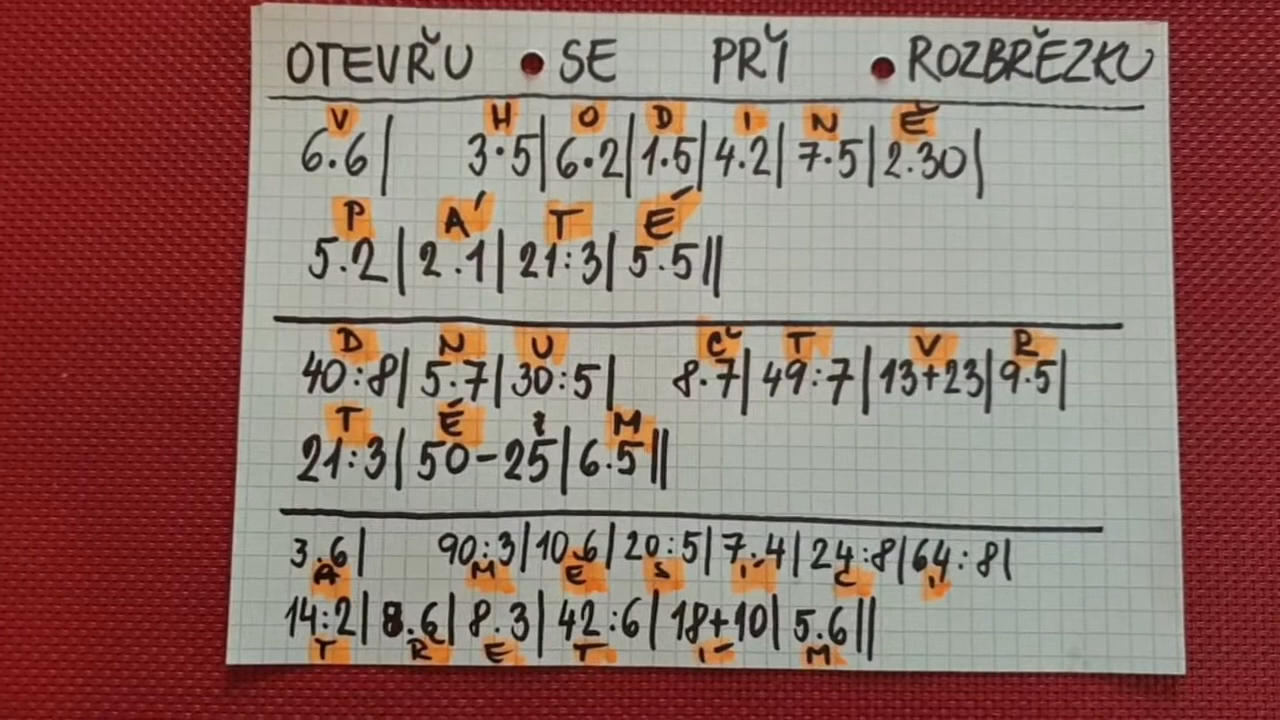 OTEVŘU SE PŘI ROZBŘEZKU
V H O D I N Ě
6.6| 3·5|6·2|1.5|4.2|7·5|2.30|
P Á T É
5.2|2.1|21:3|5.5||
D N U Č T V R
40:8|5.7|30:5| 8.7|49:7|13+23|9.5|
T É M
21:3|50-25|6.5||
3.6| 90:3|10.6|20:5|7.4|24:8|64:8|
A M Ě S Í C I
14:2|8.6|8.3|42:6|18+10|5.6||
T R E T Í M